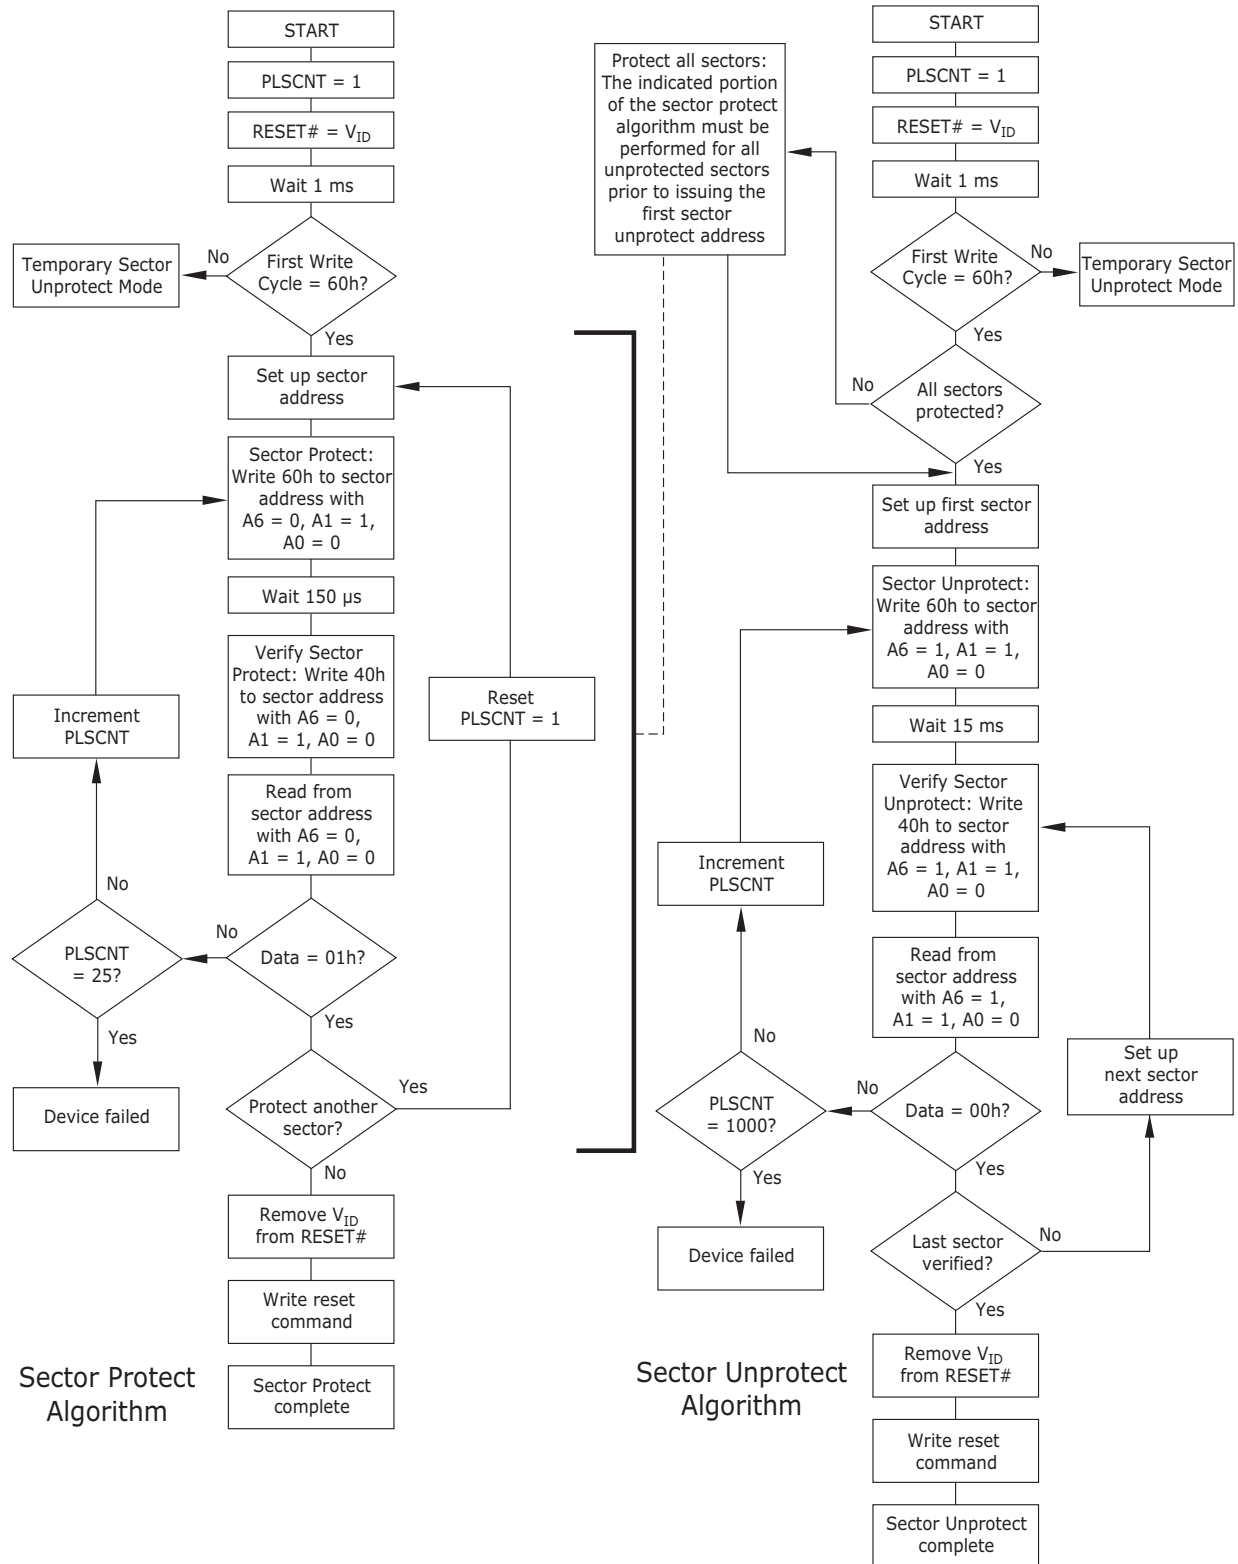 START
PLSCNT = 1
RESET# = VID
Wait 1 ms
First Write
Cycle = 60h?
No
Temporary Sector
Unprotect Mode
Yes
Set up sector
address
Sector Protect:
Write 60h to sector
address with
A6 = 0, A1 = 1,
A0 = 0
Wait 150 µs
Verify Sector
Protect: Write 40h
to sector address
with A6 = 0,
A1 = 1, A0 = 0
Read from
sector address
with A6 = 0,
A1 = 1, A0 = 0
Data = 01h?
No
PLSCNT
= 25?
No
Increment
PLSCNT
Yes
Device failed
Yes
Protect another
sector?
Yes
Reset
PLSCNT = 1
No
Remove VID
from RESET#
Write reset
command
Sector Protect
complete
Sector Protect
Algorithm
Protect all sectors:
The indicated portion
of the sector protect
algorithm must be
performed for all
unprotected sectors
prior to issuing the
first sector
unprotect address
START
PLSCNT = 1
RESET# = VID
Wait 1 ms
First Write
Cycle = 60h?
No
Temporary Sector
Unprotect Mode
Yes
All sectors
protected?
No
Yes
Set up first sector
address
Sector Unprotect:
Write 60h to sector
address with
A6 = 1, A1 = 1,
A0 = 0
Wait 15 ms
Verify Sector
Unprotect: Write
40h to sector
address with
A6 = 1, A1 = 1,
A0 = 0
Read from
sector address
with A6 = 1,
A1 = 1, A0 = 0
Data = 00h?
No
PLSCNT
= 1000?
No
Increment
PLSCNT
Yes
Device failed
Yes
Last sector
verified?
No
Set up
next sector
address
Yes
Remove VID
from RESET#
Write reset
command
Sector Unprotect
complete
Sector Unprotect
Algorithm